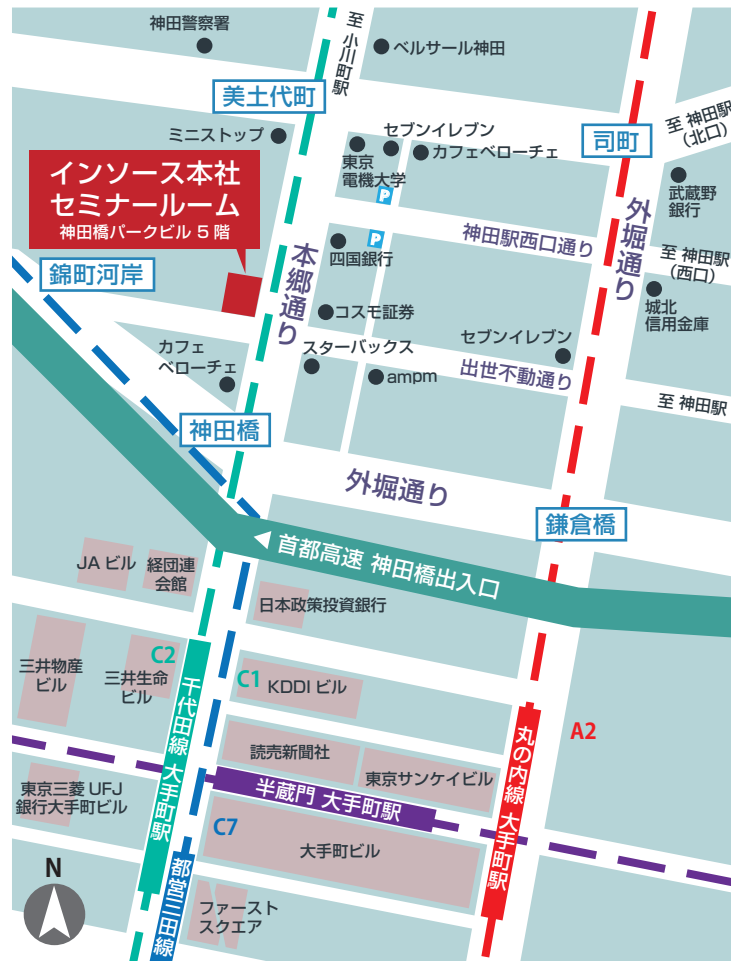 神田警察署
至 小川町駅
ベルサール神田
美土代町
ミニストップ
セブンイレブン
東京
電機大学
カフェベローチェ
司町
至 神田駅
（北口）
武蔵野
銀行
インソース本社
セミナールーム
神田橋パークビル 5 階
P
P
四国銀行
神田駅西口通り
外堀通り
至 神田駅
（西口）
城北
信用金庫
錦町河岸
本郷通り
コスモ証券
カフェ
ベローチェ
スターバックス
ampm
セブンイレブン
出世不動通り
至 神田駅
神田橋
外堀通り
鎌倉橋
首都高速 神田橋出入口
JA ビル
経団連
会館
日本政策投資銀行
三井物産
ビル
C2
三井生命
ビル
C1
KDDI ビル
千代田線 大手町駅
読売新聞社
東京サンケイビル
丸の内線 大手町駅
A2
東京三菱 UFJ
銀行大手町ビル
半蔵門 大手町駅
C7
大手町ビル
都営三田線
ファースト
スクエア
N